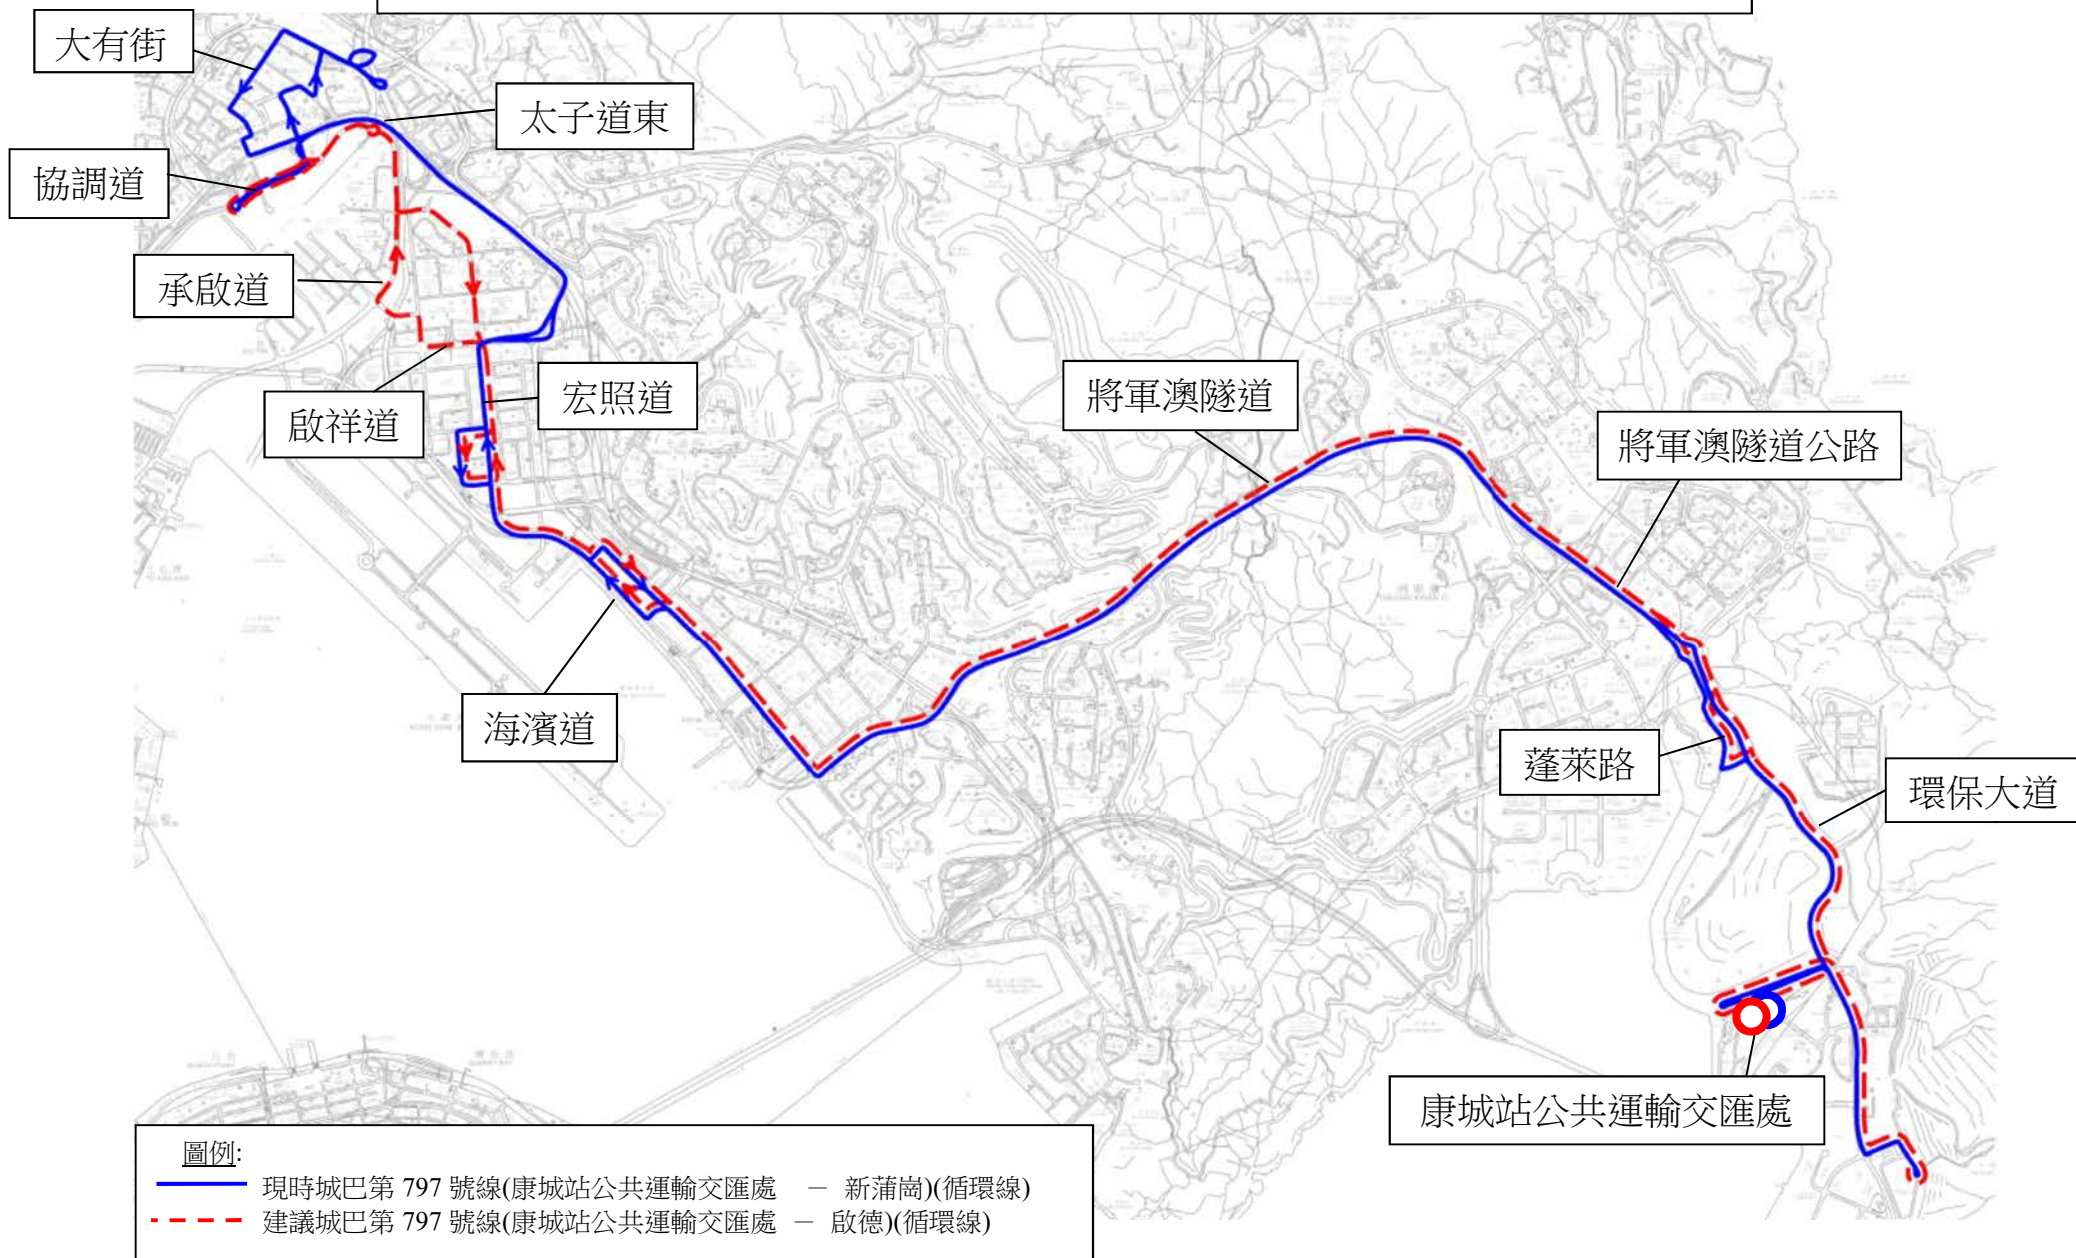 大有街
太子道東
協調道
承啟道
啟祥道
宏照道
將軍澳隧道
將軍澳隧道公路
海濱道
蓬萊路
環保大道
康城站公共運輸交匯處
圖例:
現時城巴第 797 號線(康城站公共運輸交匯處 – 新蒲崗)(循環線)
建議城巴第 797 號線(康城站公共運輸交匯處 – 啟德)(循環線)